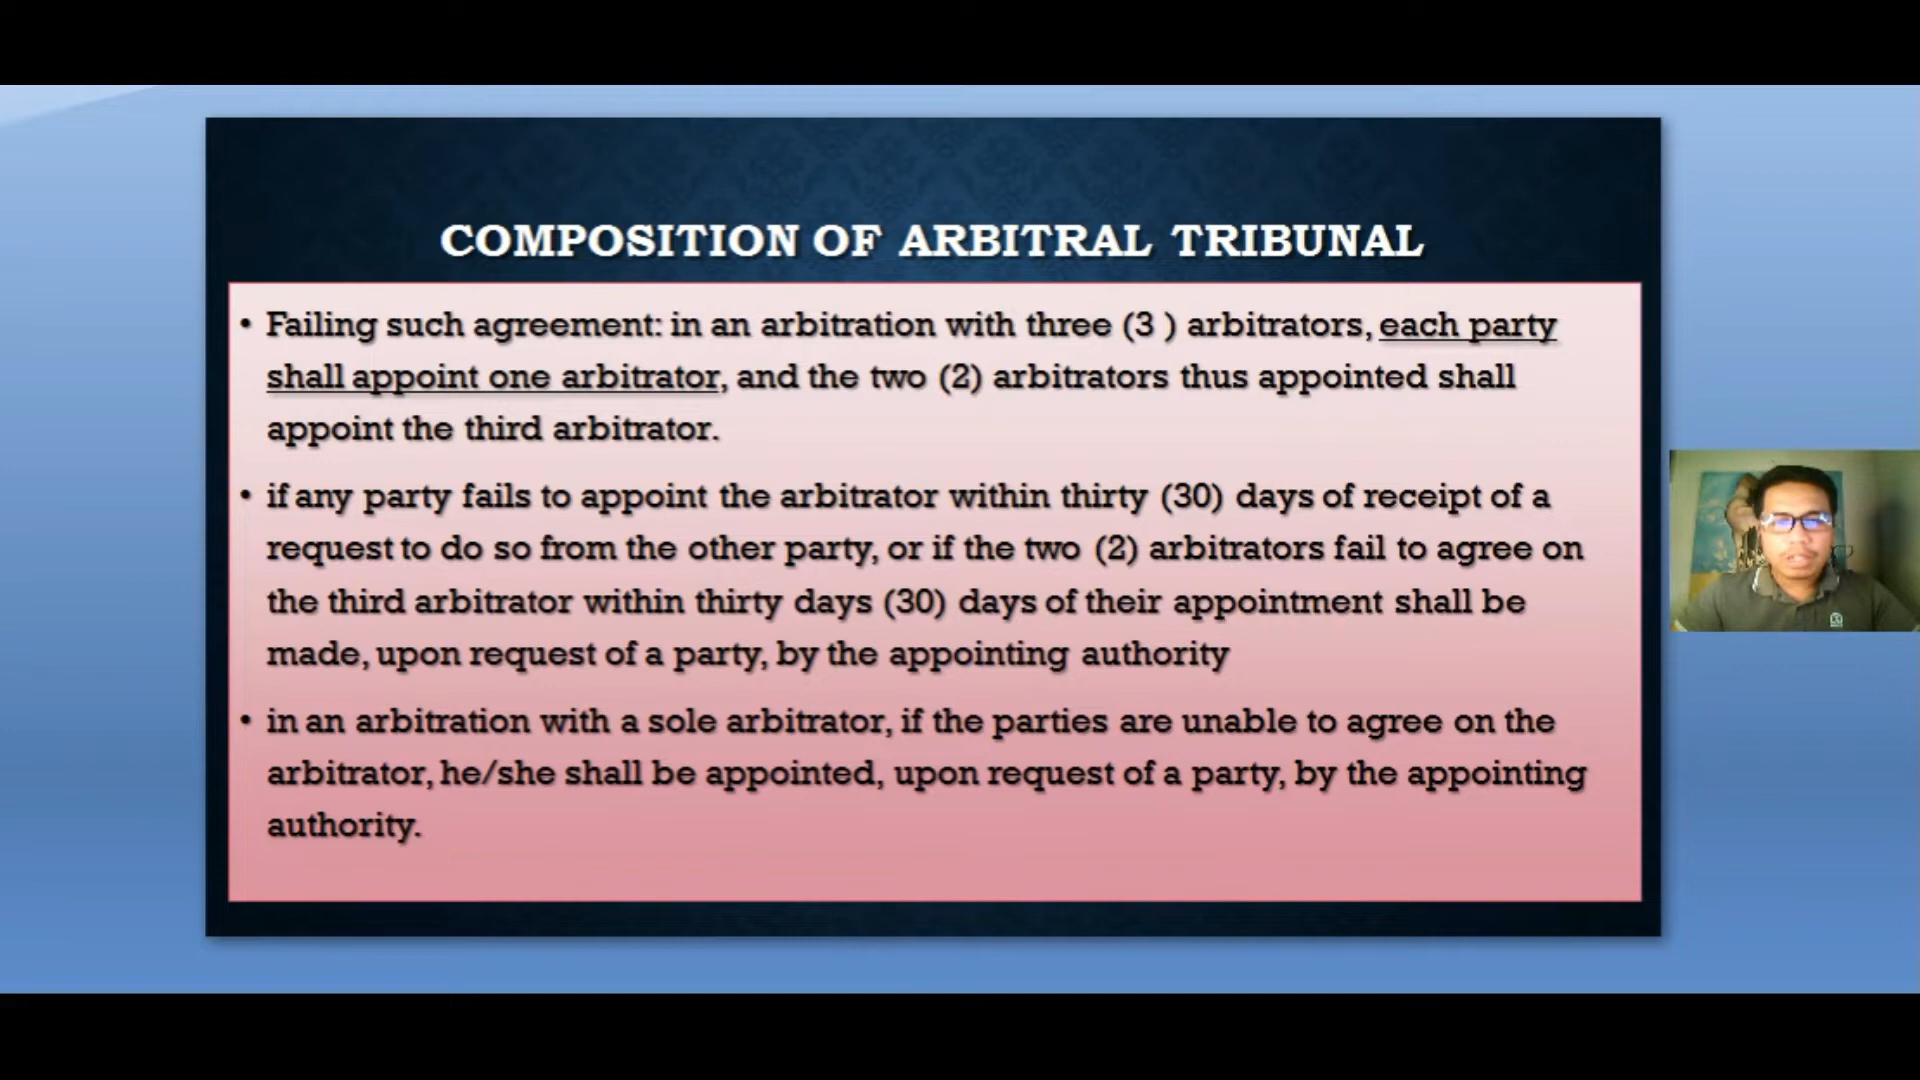 COMPOSITION OF ARBITRAL TRIBUNAL
• Failing such agreement: in an arbitration with three (3 ) arbitrators, each party
shall appoint one arbitrator, and the two (2) arbitrators thus appointed shall
appoint the third arbitrator.
• if any party fails to appoint the arbitrator within thirty (30) days of receipt of a
request to do so from the other party, or if the two (2) arbitrators fail to agree on
the third arbitrator within thirty days (30) days of their appointment shall be
made, upon request of a party, by the appointing authority
• in an arbitration with a sole arbitrator, if the parties are unable to agree on the
arbitrator, he/she shall be appointed, upon request of a party, by the appointing
authority.